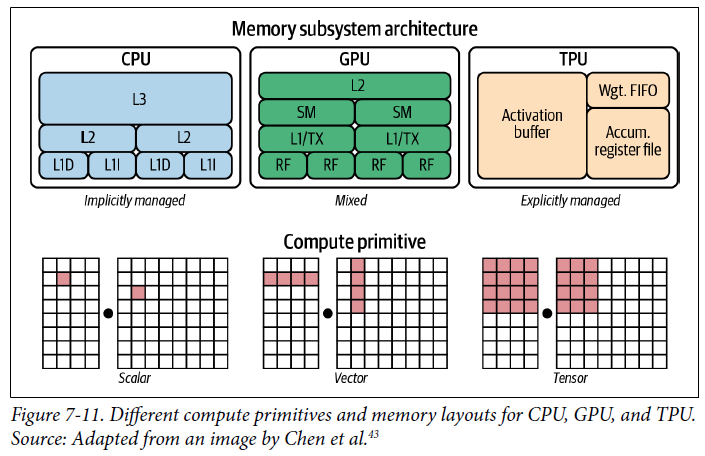 Memory subsystem architecture
CPU
L3
L2 L2
L1D L1I L1D L1I
Implicitly managed
GPU
L2
SM SM
L1/TX L1/TX
RF RF RF RF
Mixed
TPU
Activation
buffer
Wgt. FIFO
Accum.
register file
Explicitly managed
Compute primitive
Scalar
Vector
Tensor
Figure 7-11. Different compute primitives and memory layouts for CPU, GPU, and TPU.
Source: Adapted from an image by Chen et al.43